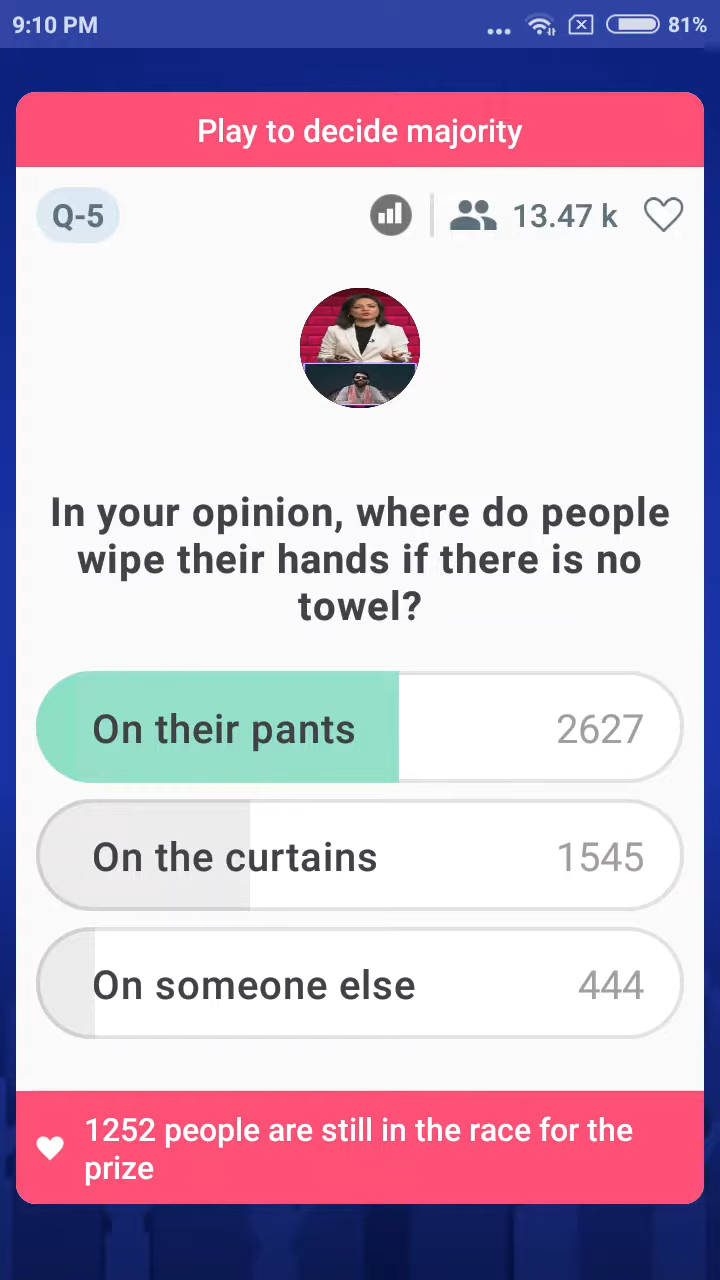 9:10 PM
81%
Play to decide majority
Q-5
13.47 k
In your opinion, where do people
wipe their hands if there is no
towel?
On their pants 2627
On the curtains 1545
On someone else 444
1252 people are still in the race for the
prize